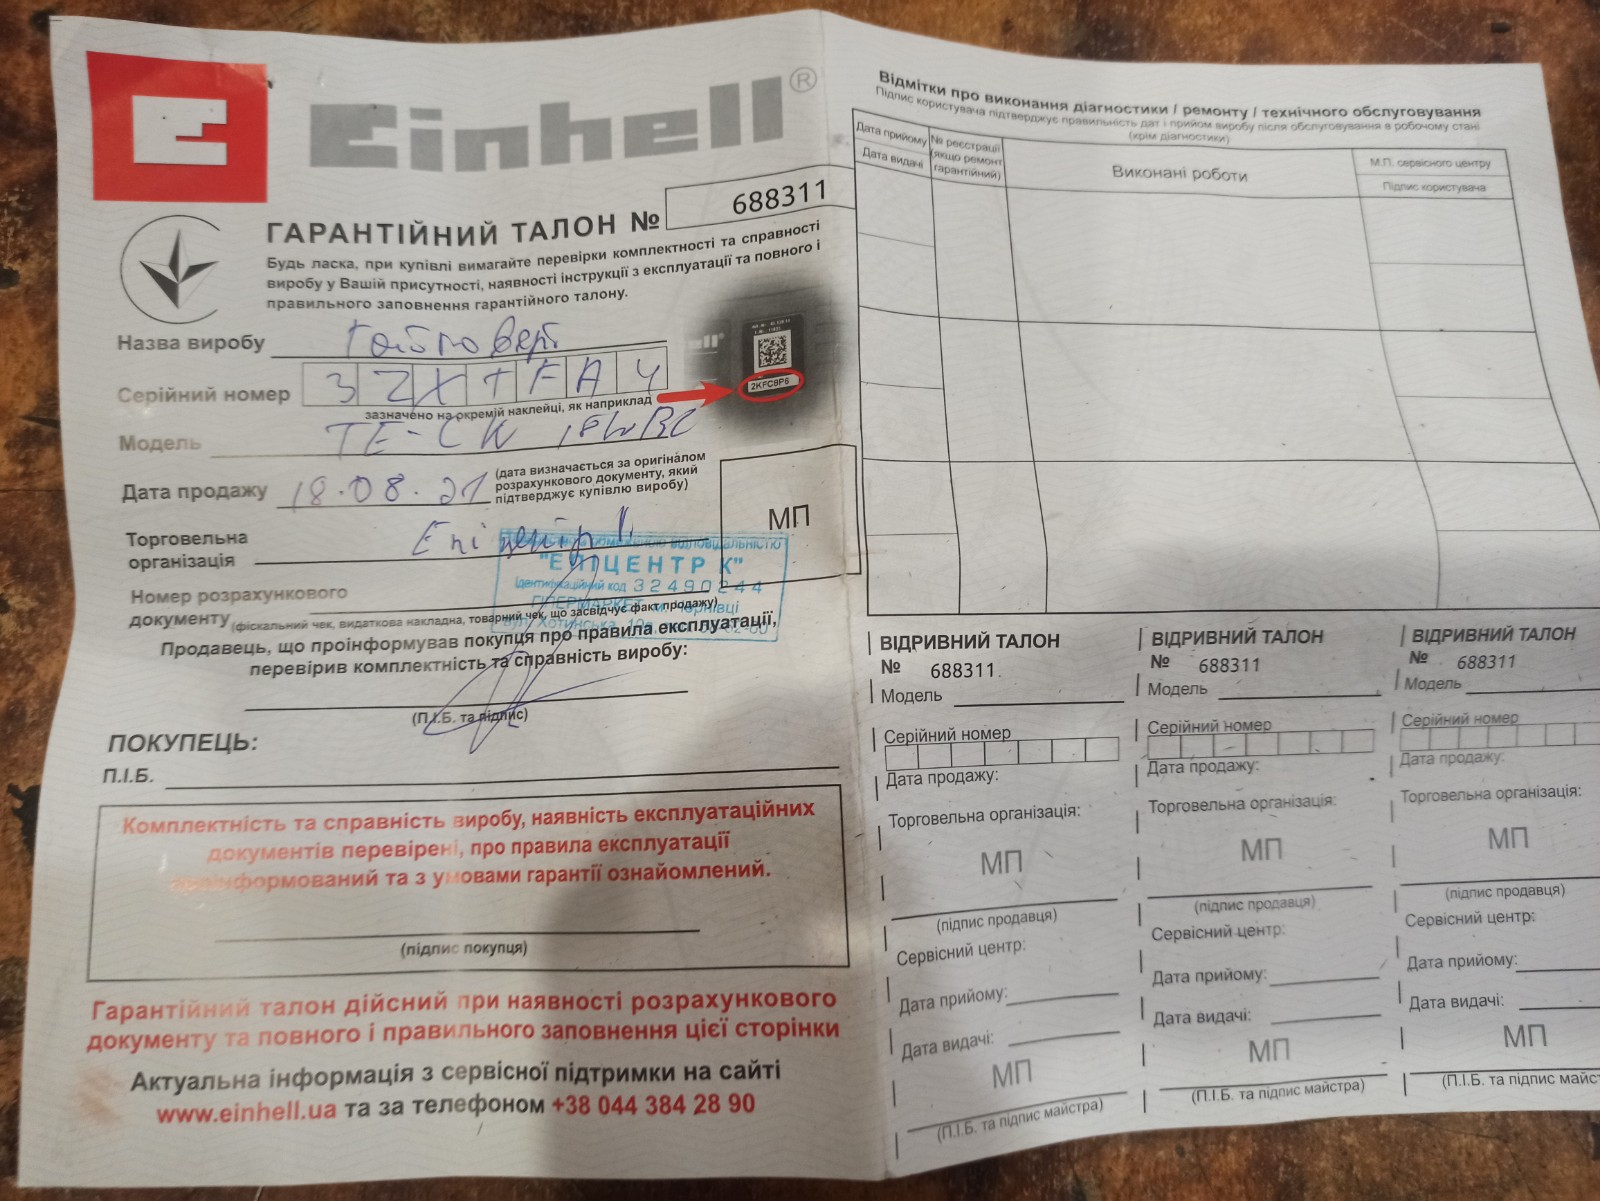 Einhell®
ГАРАНТІЙНИЙ ТАЛОН № 688311
Будь ласка, при купівлі вимагайте перевірки комплектності та справності
виробу у Вашій присутності, наявності інструкції з експлуатації та повного і
правильного заповнення гарантійного талону.
Назва виробу Гайковерт
Серійний номер 3 Z X T F A 4
зазначено на окремій наклейці, як наприклад
2KFC8P6
Модель TE-CW 18Li BL
Дата продажу 18.08.21
(дата визначається за оригіналом
розрахункового документу, який
підтверджує купівлю виробу)
МП
Торговельна
організація Епіцентр
"ЕПІЦЕНТР К"
ідентифікаційний код 32490244
ГІПЕРМАРКЕТ м. Чернівці
вул. Хотинська, 10а
Номер розрахункового
документу (фіскальний чек, видаткова накладна, товарний чек, що засвідчує факт продажу)
Продавець, що проінформував покупця про правила експлуатації,
перевірив комплектність та справність виробу:
(П.І.Б. та підпис)
ПОКУПЕЦЬ:
П.І.Б.
Комплектність та справність виробу, наявність експлуатаційних
документів перевірені, про правила експлуатації
проінформований та з умовами гарантії ознайомлений.
(підпис покупця)
Гарантійний талон дійсний при наявності розрахункового
документу та повного і правильного заповнення цієї сторінки
Актуальна інформація з сервісної підтримки на сайті
www.einhell.ua та за телефоном +38 044 384 28 90
Відмітки про виконання діагностики / ремонту / технічного обслуговування
Підпис користувача підтверджує правильність дат і прийом виробу після обслуговування в робочому стані
(крім діагностики)
Дата прийому
Дата видачі
№ реєстрації
(якщо ремонт
гарантійний)
Виконані роботи
М.П. сервісного центру
Підпис користувача
ВІДРИВНИЙ ТАЛОН
№ 688311
Модель
Серійний номер
Дата продажу:
Торговельна організація:
МП
(підпис продавця)
Сервісний центр:
Дата прийому:
Дата видачі:
МП
(П.І.Б. та підпис майстра)
ВІДРИВНИЙ ТАЛОН
№ 688311
Модель
Серійний номер
Дата продажу:
Торговельна організація:
МП
(підпис продавця)
Сервісний центр:
Дата прийому:
Дата видачі:
МП
(П.І.Б. та підпис майстра)
ВІДРИВНИЙ ТАЛОН
№ 688311
Модель
Серійний номер
Дата продажу:
Торговельна організація:
МП
(підпис продавця)
Сервісний центр:
Дата прийому:
Дата видачі:
МП
(П.І.Б. та підпис майст